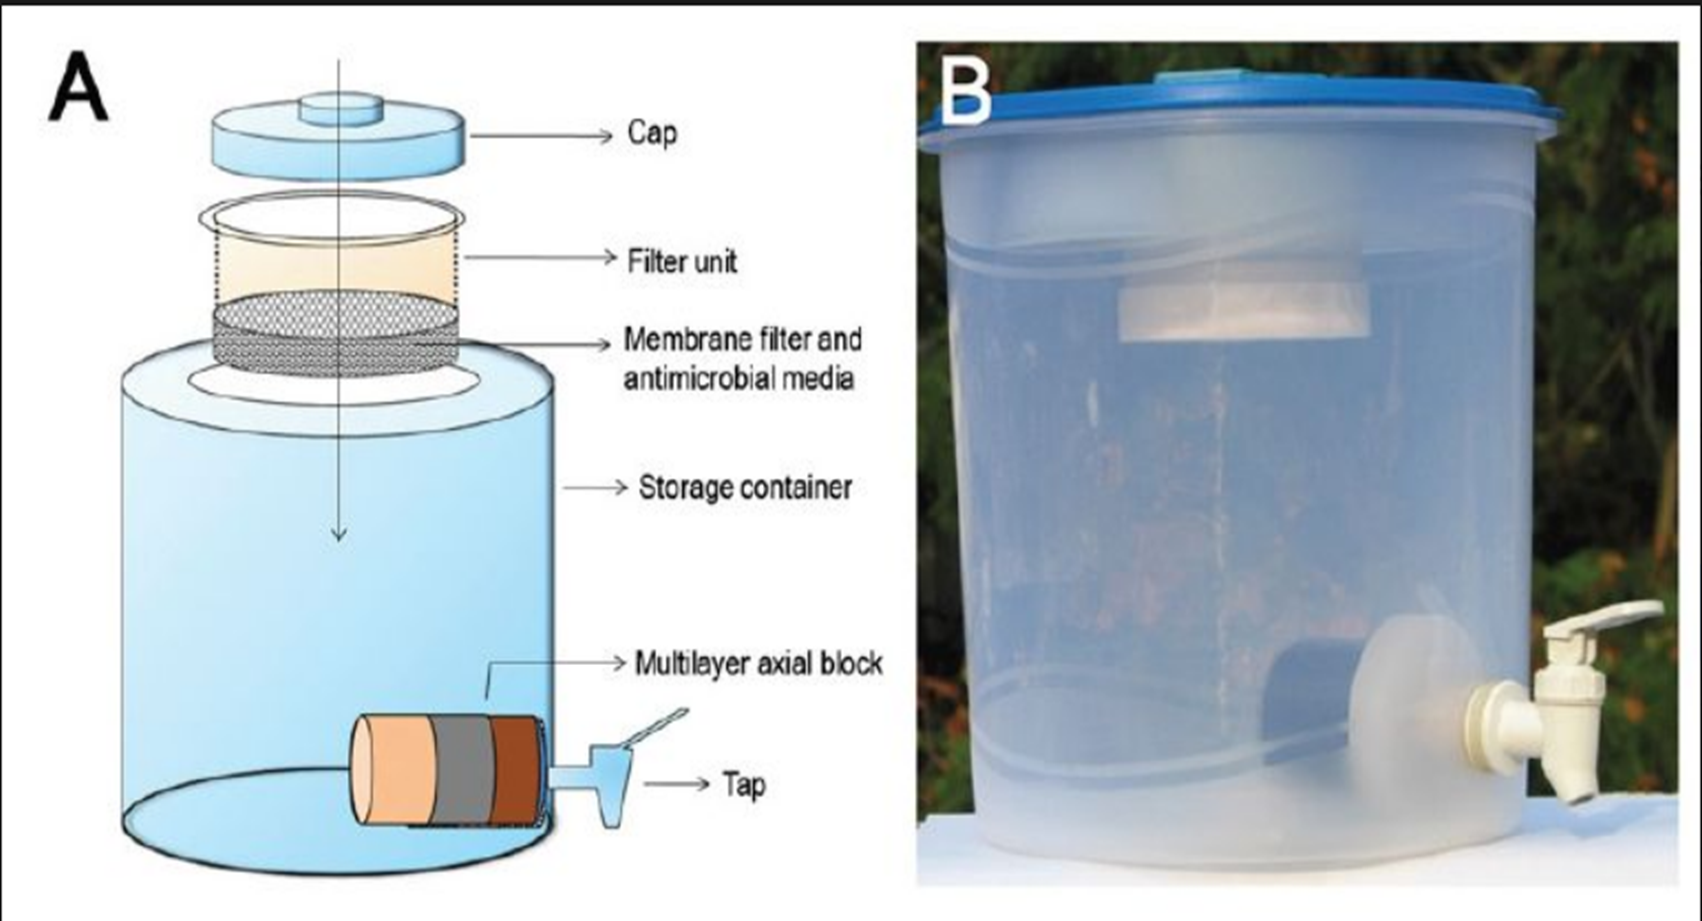 A
Cap
Filter unit
Membrane filter and
antimicrobial media
Storage container
Multilayer axial block
Tap
B